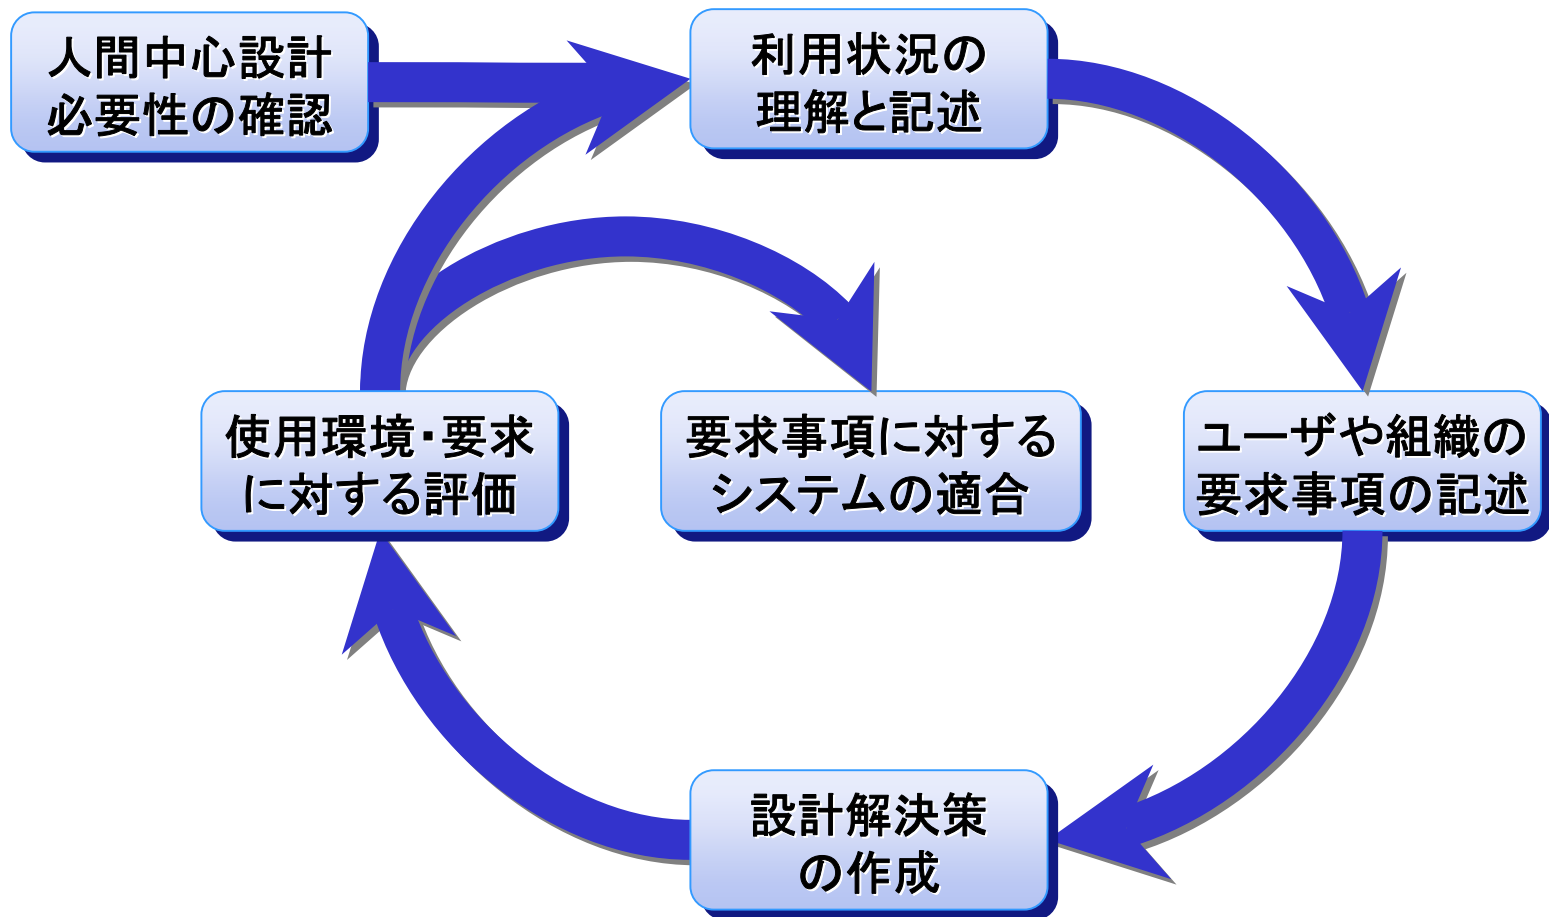 人間中心設計
必要性の確認
利用状況の
理解と記述
使用環境・要求
に対する評価
要求事項に対する
システムの適合
ユーザや組織の
要求事項の記述
設計解決策
の作成